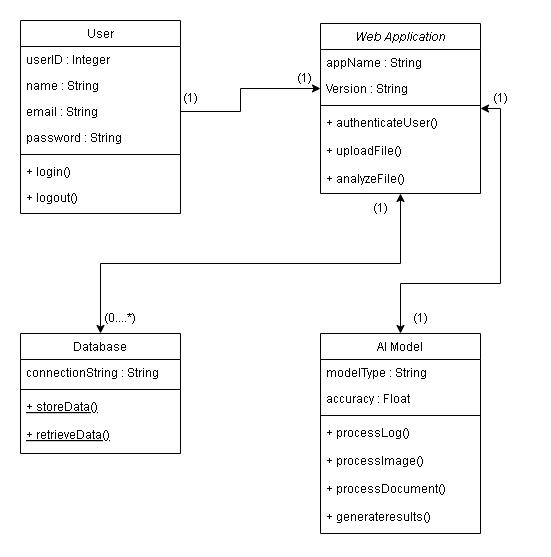 User
userID : Integer
name : String
email : String
password : String
+ login()
+ logout()
(1)
(1)
Web Application
appName : String
Version : String
+ authenticateUser()
+ uploadFile()
+ analyzeFile()
(1)
(1)
(0....*)
(1)
Database
connectionString : String
+ storeData()
+ retrieveData()
AI Model
modelType : String
accuracy : Float
+ processLog()
+ processImage()
+ processDocument()
+ generateresults()